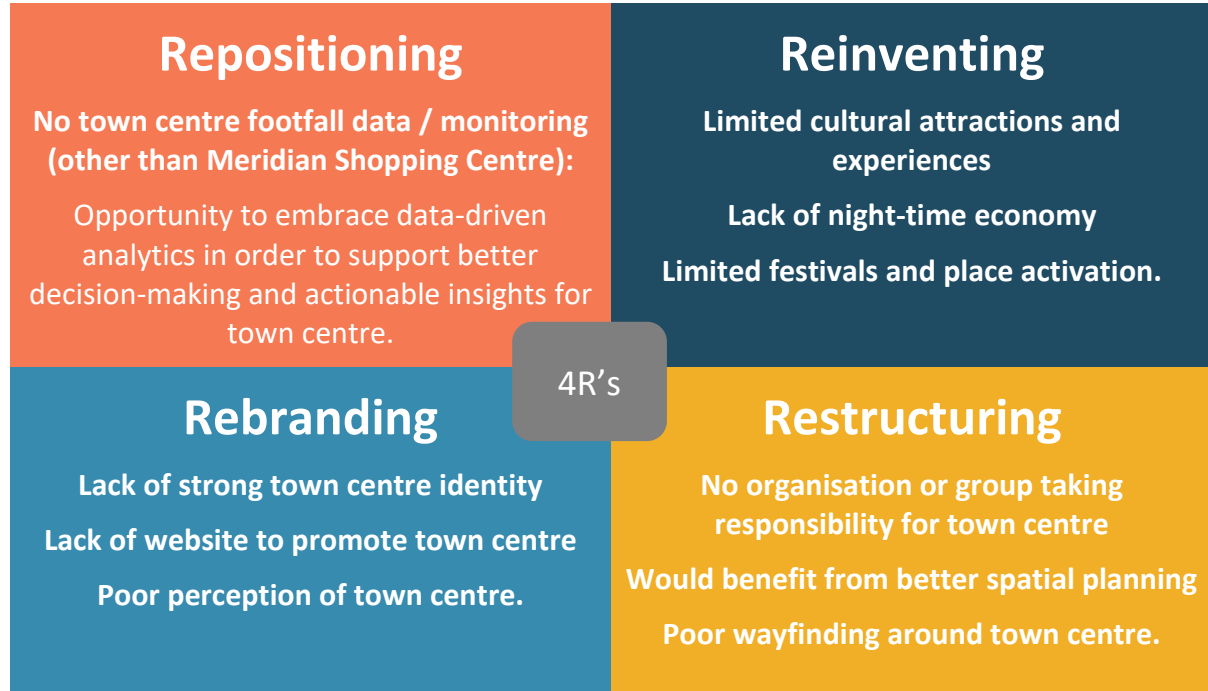 Repositioning
No town centre footfall data / monitoring
(other than Meridian Shopping Centre):
Opportunity to embrace data-driven
analytics in order to support better
decision-making and actionable insights for
town centre.
Reinventing
Limited cultural attractions and
experiences
Lack of night-time economy
Limited festivals and place activation.
4R’s
Rebranding
Lack of strong town centre identity
Lack of website to promote town centre
Poor perception of town centre.
Restructuring
No organisation or group taking
responsibility for town centre
Would benefit from better spatial planning
Poor wayfinding around town centre.